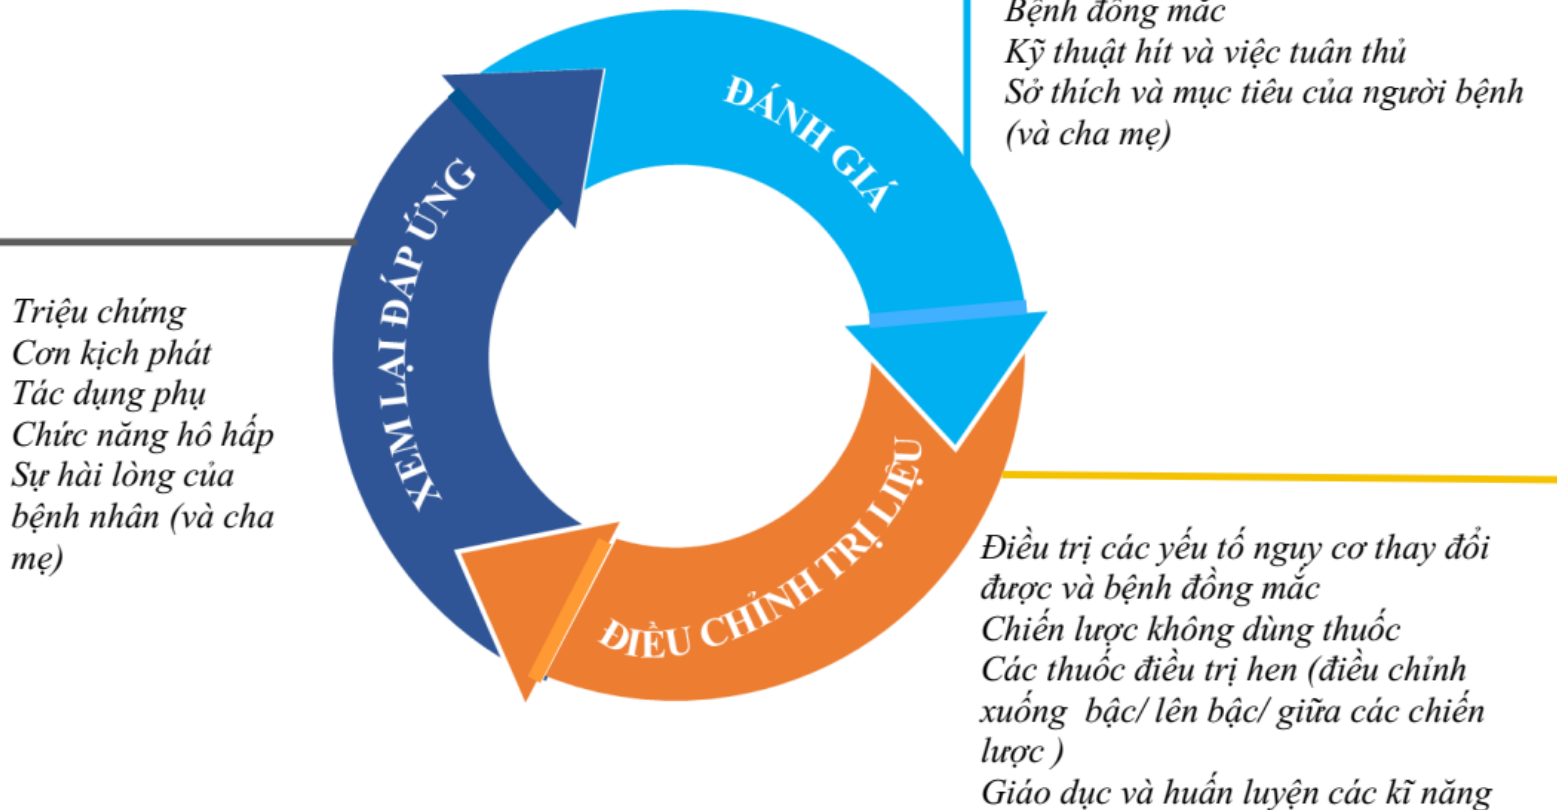 Bệnh đồng mắc
Kỹ thuật hít và việc tuân thủ
Sở thích và mục tiêu của người bệnh
(và cha mẹ)
ĐÁNH GIÁ
XEM LẠI ĐÁP ỨNG
Triệu chứng
Cơn kịch phát
Tác dụng phụ
Chức năng hô hấp
Sự hài lòng của
bệnh nhân (và cha
mẹ)
ĐIỀU CHỈNH TRỊ LIỆU
Điều trị các yếu tố nguy cơ thay đổi
được và bệnh đồng mắc
Chiến lược không dùng thuốc
Các thuốc điều trị hen (điều chỉnh
xuống bậc/ lên bậc/ giữa các chiến
lược )
Giáo dục và huấn luyện các kĩ năng